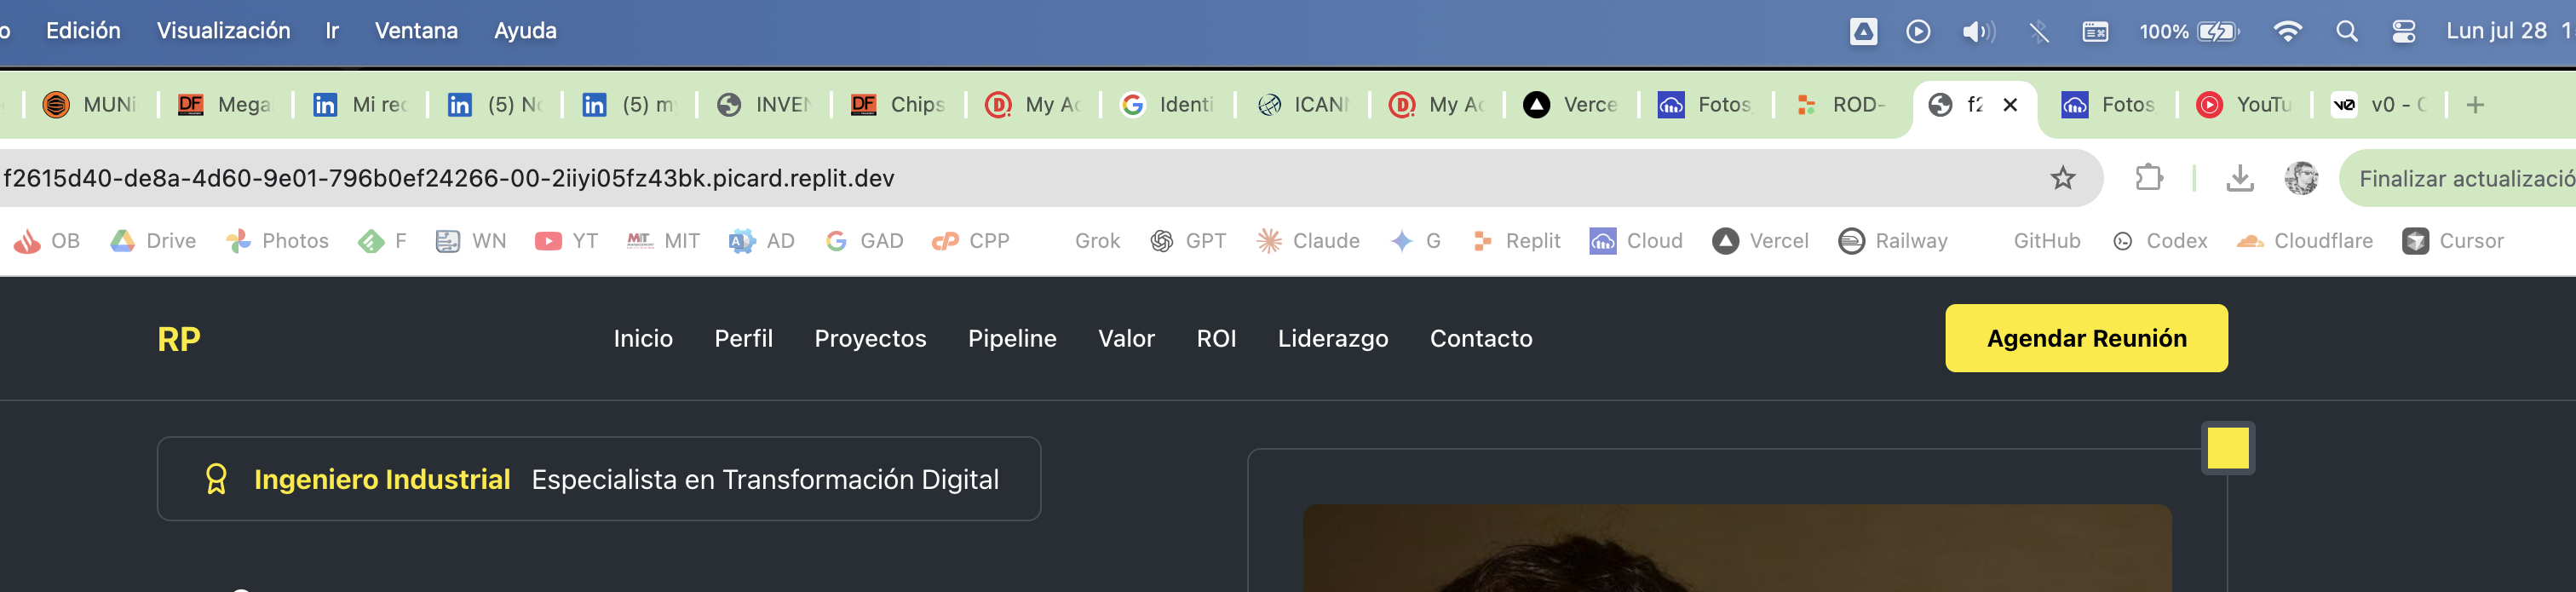 Edición Visualización Ir Ventana Ayuda 100% Lun jul 28
MUNi Mega Mi rec (5) No (5) my INVEN Chips My Ac Identi ICANN My Ac Verce Fotos ROD- f2 Fotos YouTu v0 - C
f2615d40-de8a-4d60-9e01-796b0ef24266-00-2iiyi05fz43bk.picard.replit.dev Finalizar actualizació
OB Drive Photos F WN YT MIT AD GAD CPP Grok GPT Claude G Replit Cloud Vercel Railway GitHub Codex Cloudflare Cursor
RP Inicio Perfil Proyectos Pipeline Valor ROI Liderazgo Contacto Agendar Reunión
Ingeniero Industrial Especialista en Transformación Digital